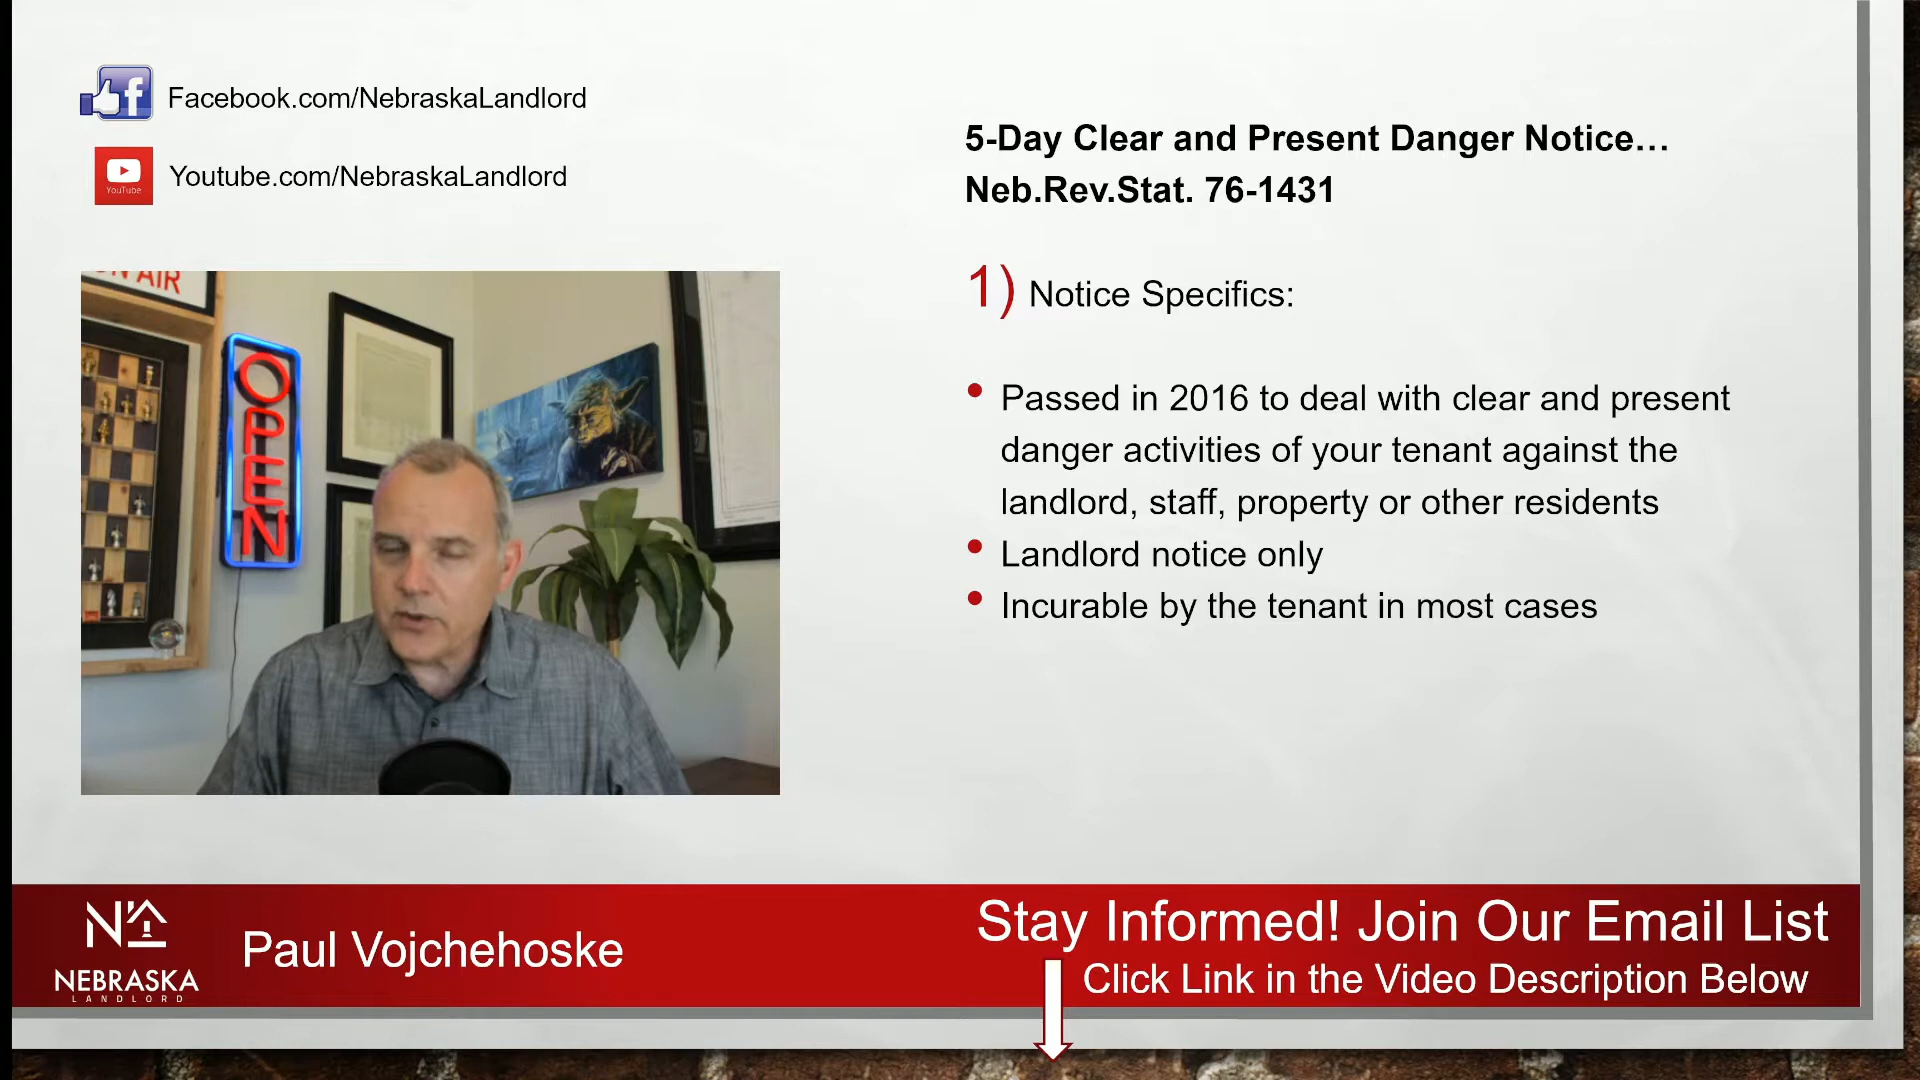 Facebook.com/NebraskaLandlord
YouTube
Youtube.com/NebraskaLandlord
ON AIR
OPEN
5-Day Clear and Present Danger Notice…
Neb.Rev.Stat. 76-1431
1) Notice Specifics:
• Passed in 2016 to deal with clear and present
danger activities of your tenant against the
landlord, staff, property or other residents
• Landlord notice only
• Incurable by the tenant in most cases
NEBRASKA
LANDLORD
Paul Vojchehoske
Stay Informed! Join Our Email List
Click Link in the Video Description Below